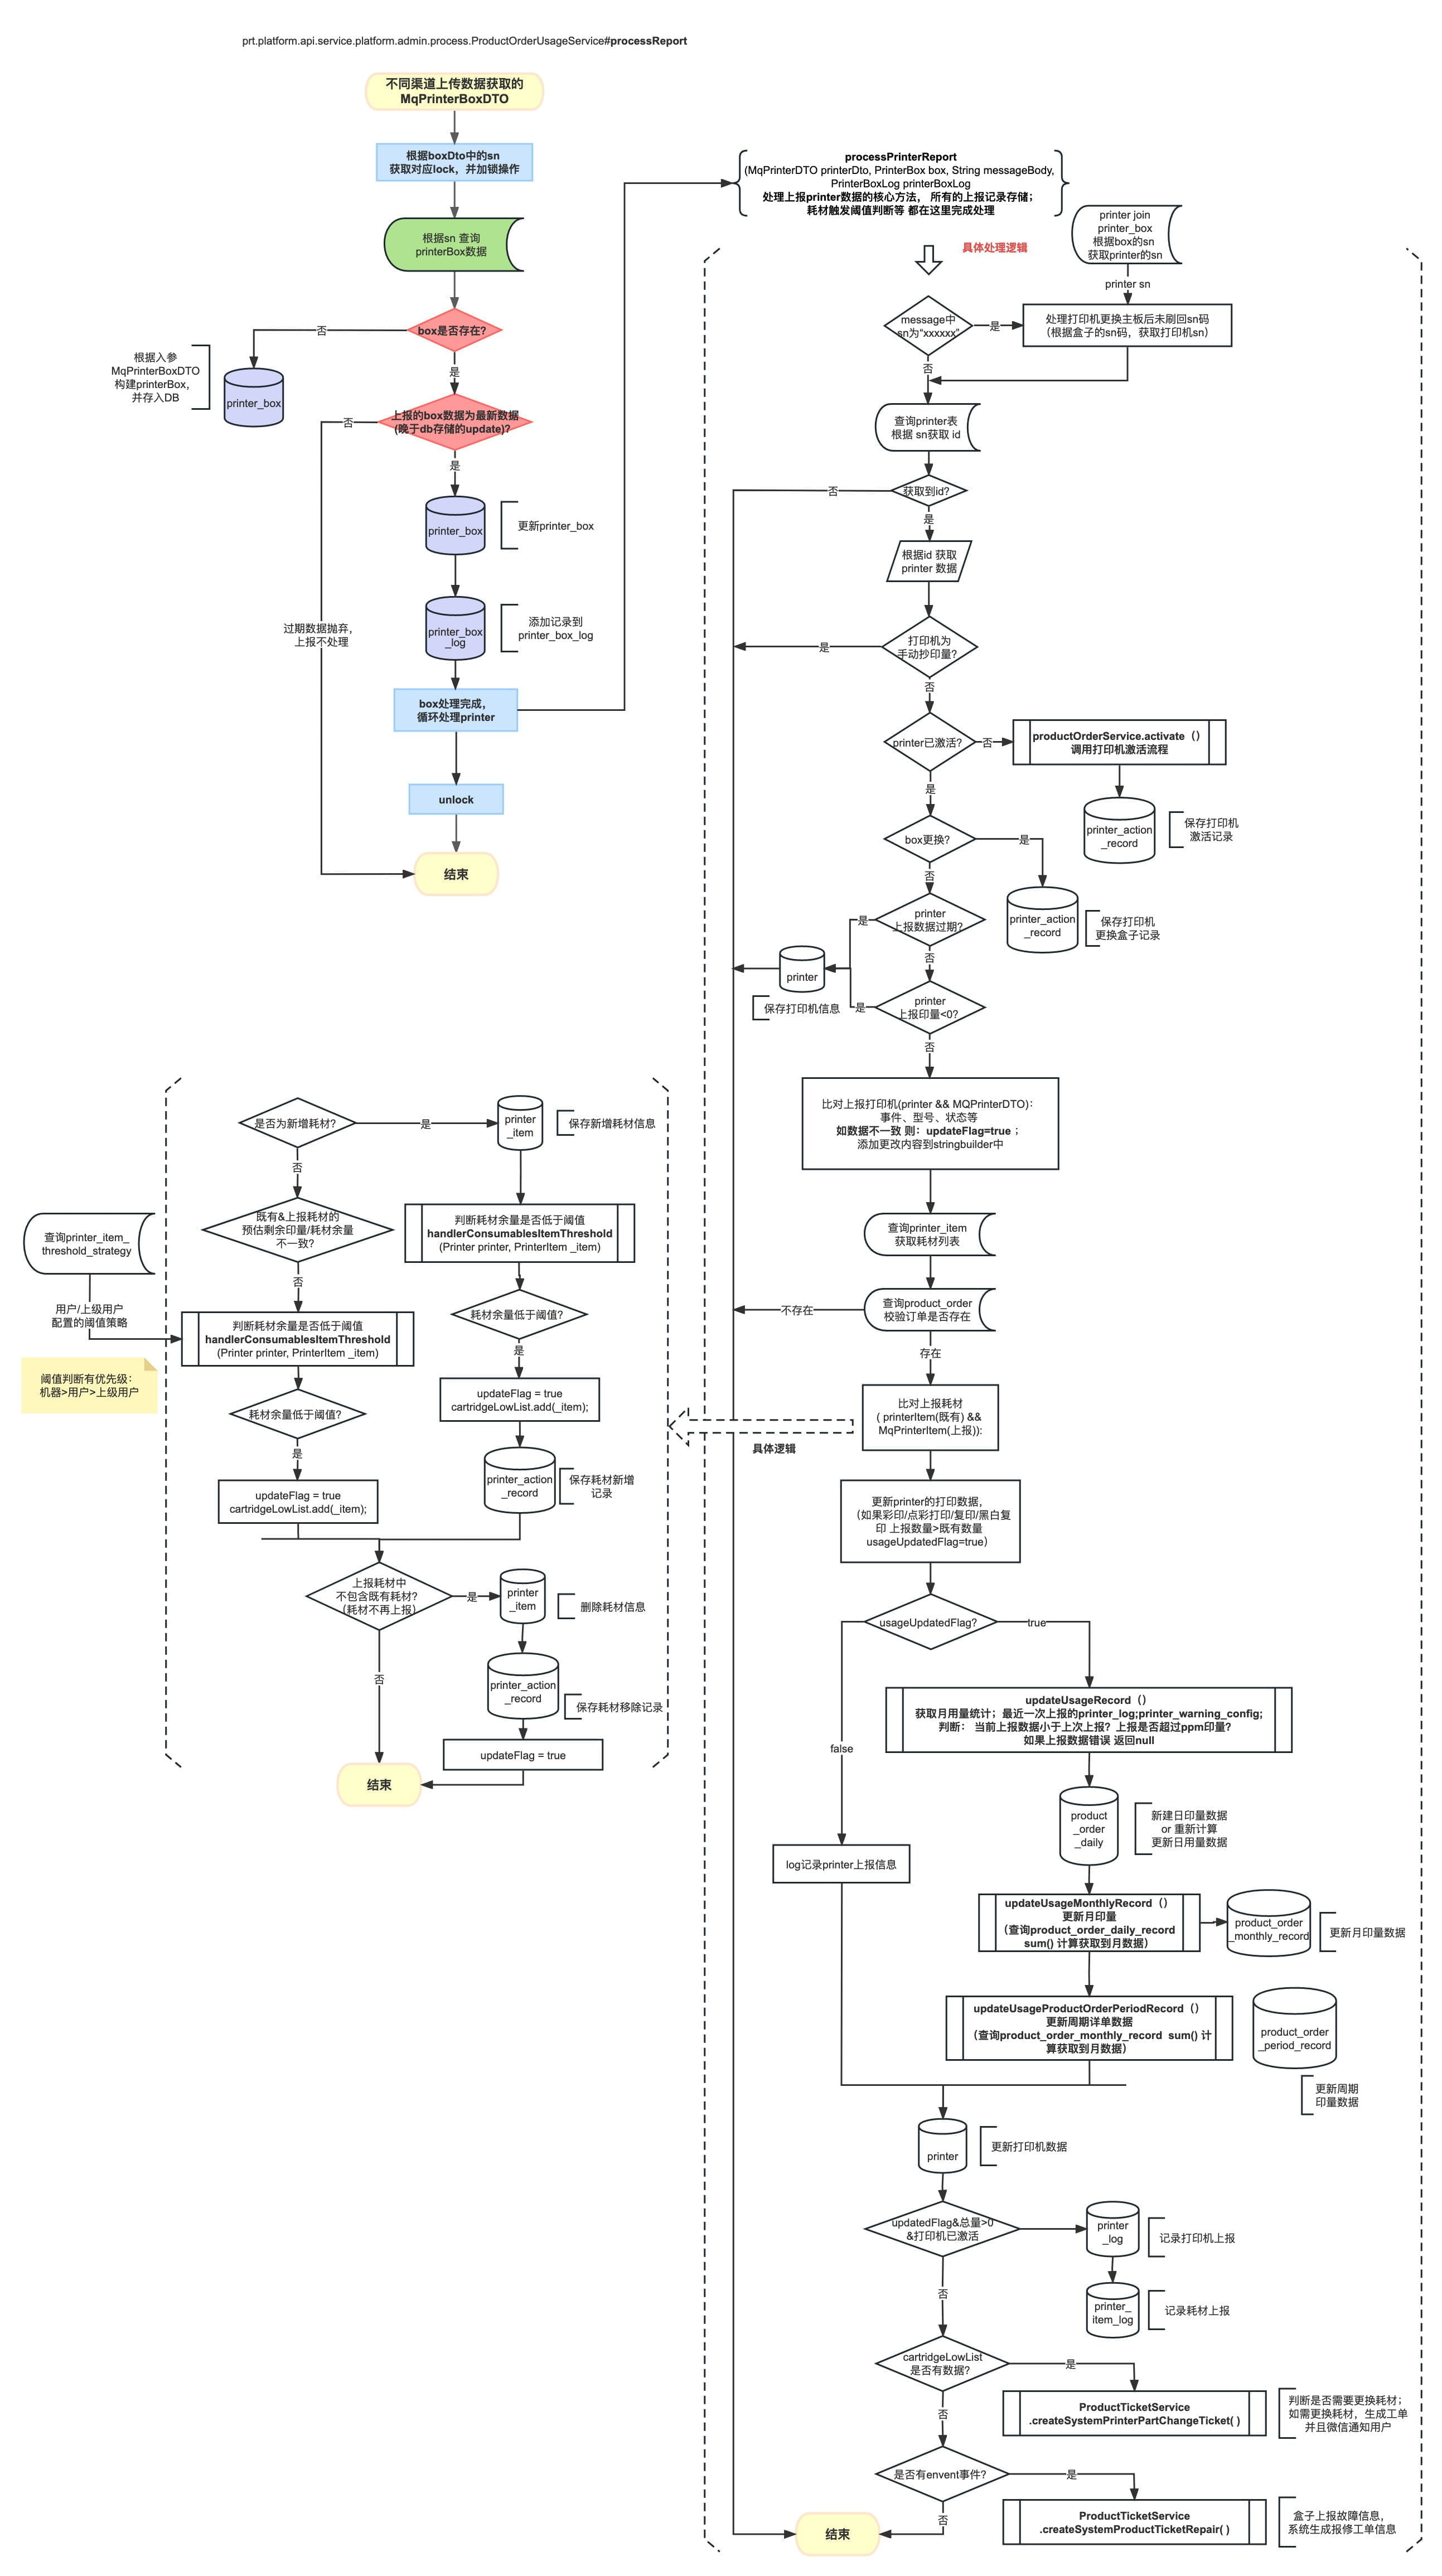 prt.platform.api.service.platform.admin.process.ProductOrderUsageService#processReport
不同渠道上传数据获取的
MqPrinterBoxDTO
根据boxDto中的sn
获取对应lock，并加锁操作
根据sn 查询
printerBox数据
box是否存在?
否
根据入参
MqPrinterBoxDTO
构建printerBox，
并存入DB
printer_box
是
上报的box数据为最新数据
(晚于db存储的update)?
否
是
printer_box
更新printer_box
printer_box
_log
添加记录到
printer_box_log
过期数据抛弃，
上报不处理
box处理完成，
循环处理printer
unlock
结束
processPrinterReport
(MqPrinterDTO printerDto, PrinterBox box, String messageBody,
PrinterBoxLog printerBoxLog
处理上报printer数据的核心方法， 所有的上报记录存储；
耗材触发阈值判断等 都在这里完成处理
具体处理逻辑
printer join
printer_box
根据box的sn
获取printer的sn
printer sn
message中
sn为“xxxxxx”
是
处理打印机更换主板后未刷回sn码
（根据盒子的sn码，获取打印机sn）
否
查询printer表
根据 sn获取 id
获取到id?
否
是
根据id 获取
printer 数据
打印机为
手动抄印量?
是
否
printer已激活?
否
productOrderService.activate（）
调用打印机激活流程
printer_action
_record
保存打印机
激活记录
是
box更换?
是
printer_action
_record
保存打印机
更换盒子记录
否
printer
上报数据过期?
是
否
printer
保存打印机信息
printer
上报印量<0?
是
否
比对上报打印机(printer && MQPrinterDTO)：
事件、型号、状态等
如数据不一致 则：updateFlag=true；
添加更改内容到stringbuilder中
查询printer_item
获取耗材列表
查询product_order
校验订单是否存在
不存在
存在
比对上报耗材
( printerItem(既有) &&
MqPrinterItem(上报)):
具体逻辑
是否为新增耗材?
是
printer
_item
保存新增耗材信息
否
既有&上报耗材的
预估剩余印量/耗材余量
不一致?
否
查询printer_item_
threshold_strategy
用户/上级用户
配置的阈值策略
阈值判断有优先级：
机器>用户>上级用户
判断耗材余量是否低于阈值
handlerConsumablesItemThreshold
(Printer printer, PrinterItem _item)
耗材余量低于阈值?
是
updateFlag = true
cartridgeLowList.add(_item);
判断耗材余量是否低于阈值
handlerConsumablesItemThreshold
(Printer printer, PrinterItem _item)
耗材余量低于阈值?
是
updateFlag = true
cartridgeLowList.add(_item);
printer_action
_record
保存耗材新增
记录
上报耗材中
不包含既有耗材?
（耗材不再上报)
是
printer
_item
删除耗材信息
printer_action
_record
保存耗材移除记录
否
updateFlag = true
结束
更新printer的打印数据，
（如果彩印/点彩打印/复印/黑白复
印 上报数量>既有数量
usageUpdatedFlag=true）
usageUpdatedFlag?
true
false
updateUsageRecord（）
获取月用量统计；最近一次上报的printer_log;printer_warning_config;
判断： 当前上报数据小于上次上报？上报是否超过ppm印量?
如果上报数据错误 返回null
product
_order
_daily
新建日印量数据
or 重新计算
更新日用量数据
log记录printer上报信息
updateUsageMonthlyRecord（）
更新月印量
（查询product_order_daily_record
sum() 计算获取到月数据）
product_order
_monthly_record
更新月印量数据
updateUsageProductOrderPeriodRecord（）
更新周期详单数据
（查询product_order_monthly_record sum() 计
算获取到月数据）
product_order
_period_record
更新周期
印量数据
printer
更新打印机数据
updatedFlag&总量>0
&打印机已激活
printer
_log
记录打印机上报
printer_
item_log
记录耗材上报
否
cartridgeLowList
是否有数据?
是
ProductTicketService
.createSystemPrinterPartChangeTicket( )
判断是否需要更换耗材；
如需更换耗材，生成工单
并且微信通知用户
否
是否有envent事件?
是
ProductTicketService
.createSystemProductTicketRepair( )
盒子上报故障信息，
系统生成报修工单信息
否
结束